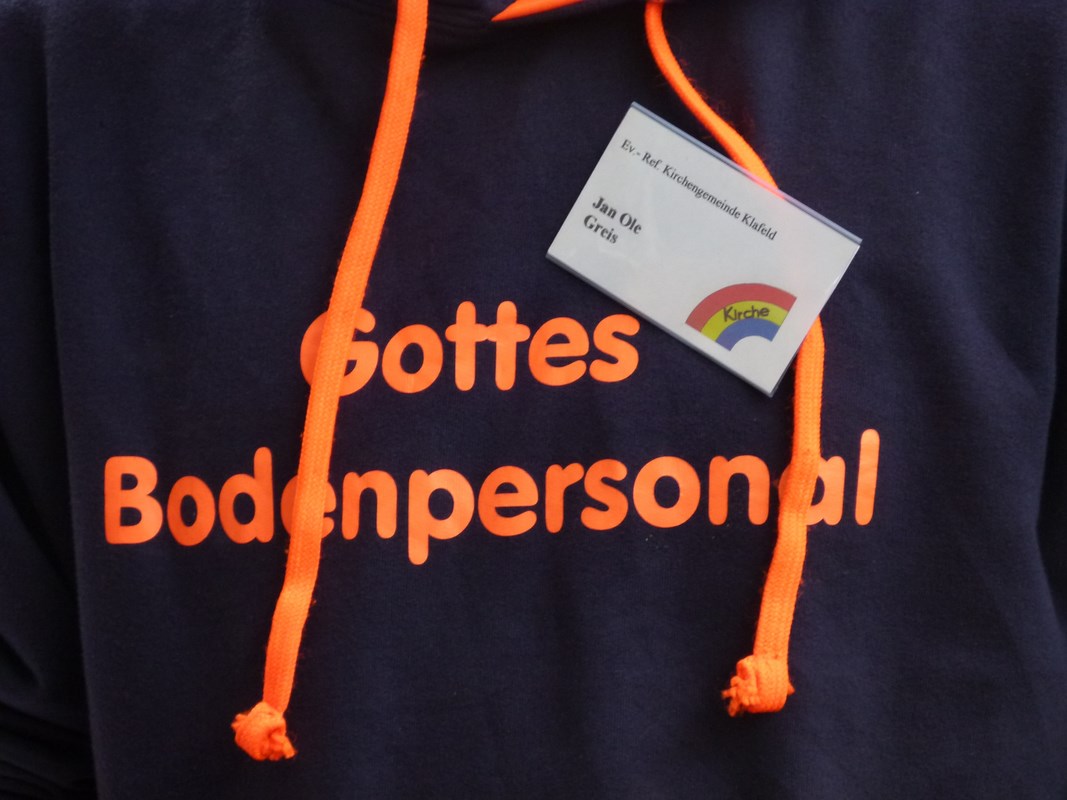 Ev.- Ref. Kirchengemeinde Klafeld
Jan Ole
Greis
Kirche
Gottes
Bodenpersonal